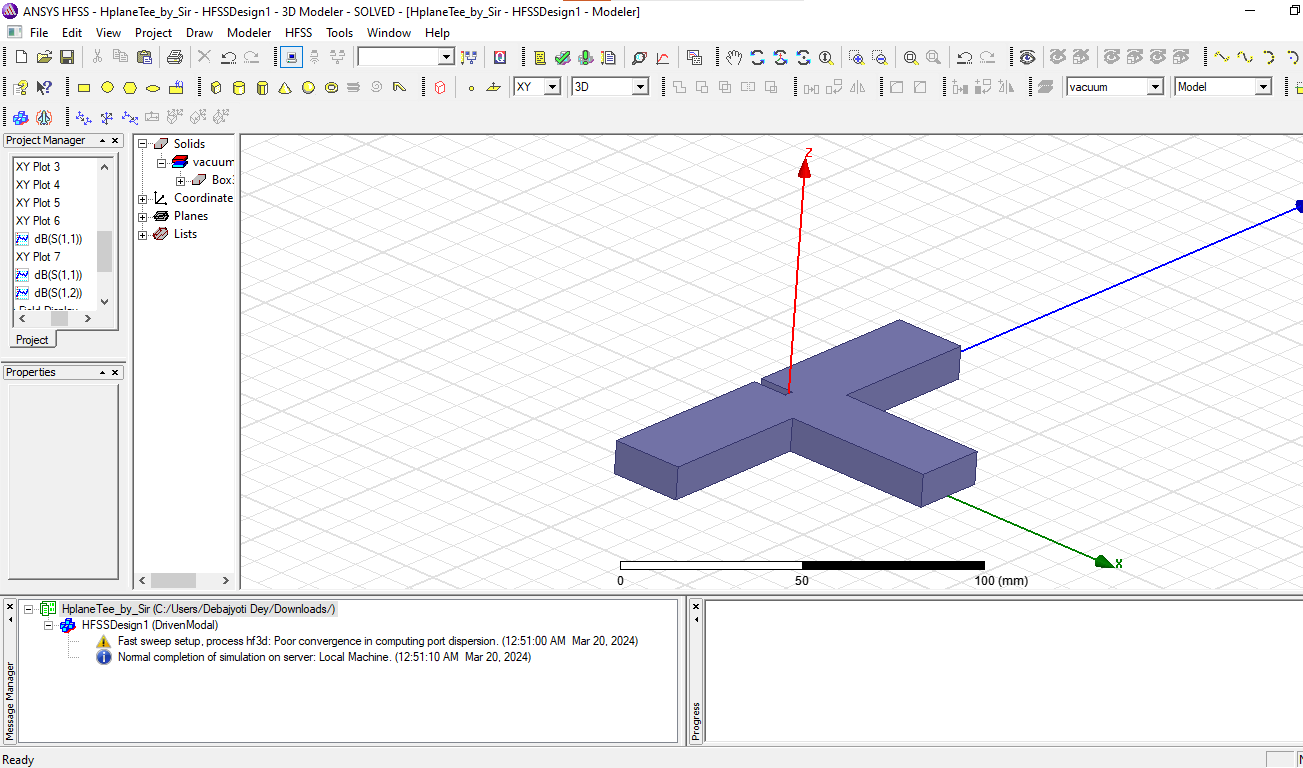 ANSYS HFSS - HplaneTee_by_Sir - HFSSDesign1 - 3D Modeler - SOLVED - [HplaneTee_by_Sir - HFSSDesign1 - Modeler]
File Edit View Project Draw Modeler HFSS Tools Window Help
XY 3D vacuum Model
Project Manager
XY Plot 3
XY Plot 4
XY Plot 5
XY Plot 6
dB(S(1,1))
XY Plot 7
dB(S(1,1))
dB(S(1,2))
Project
Properties
Solids
vacuum
Coordinate
Planes
Lists
Z
X
0 50 100 (mm)
Message Manager
HplaneTee_by_Sir (C:/Users/Debajyoti Dey/Downloads/)
HFSSDesign1 (DrivenModal)
Fast sweep setup, process hf3d: Poor convergence in computing port dispersion. (12:51:00 AM Mar 20, 2024)
Normal completion of simulation on server: Local Machine. (12:51:10 AM Mar 20, 2024)
Progress
Ready